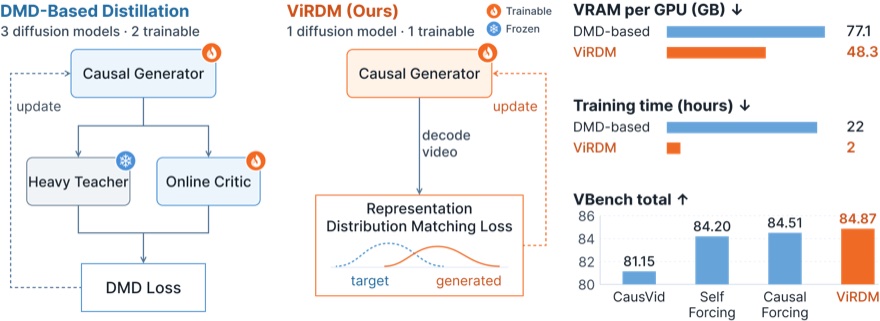 DMD-Based Distillation
3 diffusion models · 2 trainable
Causal Generator
update
Heavy Teacher
Online Critic
DMD Loss
ViRDM (Ours)
1 diffusion model · 1 trainable
Trainable
Frozen
Causal Generator
update
decode
video
Representation
Distribution Matching Loss
target
generated
VRAM per GPU (GB) ↓
DMD-based 77.1
ViRDM 48.3
Training time (hours) ↓
DMD-based 22
ViRDM 2
VBench total ↑
86
84
82
80
81.15
84.20
84.51
84.87
CausVid
Self
Forcing
Causal
Forcing
ViRDM